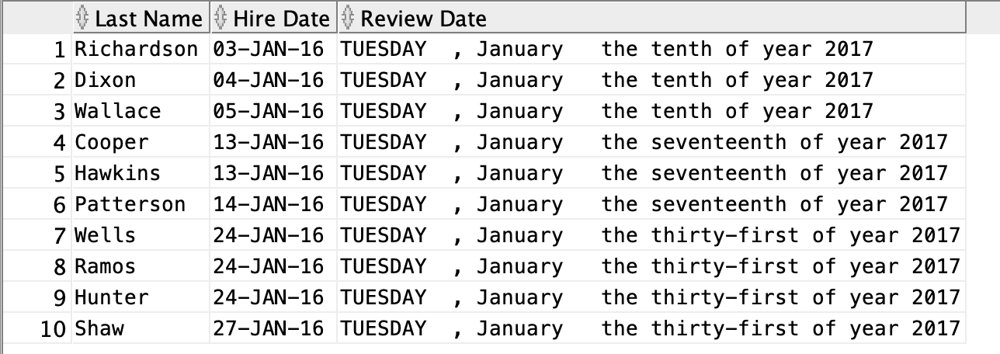 Last Name Hire Date Review Date
1 Richardson 03-JAN-16 TUESDAY  , January   the tenth of year 2017
2 Dixon 04-JAN-16 TUESDAY  , January   the tenth of year 2017
3 Wallace 05-JAN-16 TUESDAY  , January   the tenth of year 2017
4 Cooper 13-JAN-16 TUESDAY  , January   the seventeenth of year 2017
5 Hawkins 13-JAN-16 TUESDAY  , January   the seventeenth of year 2017
6 Patterson 14-JAN-16 TUESDAY  , January   the seventeenth of year 2017
7 Wells 24-JAN-16 TUESDAY  , January   the thirty-first of year 2017
8 Ramos 24-JAN-16 TUESDAY  , January   the thirty-first of year 2017
9 Hunter 24-JAN-16 TUESDAY  , January   the thirty-first of year 2017
10 Shaw 27-JAN-16 TUESDAY  , January   the thirty-first of year 2017